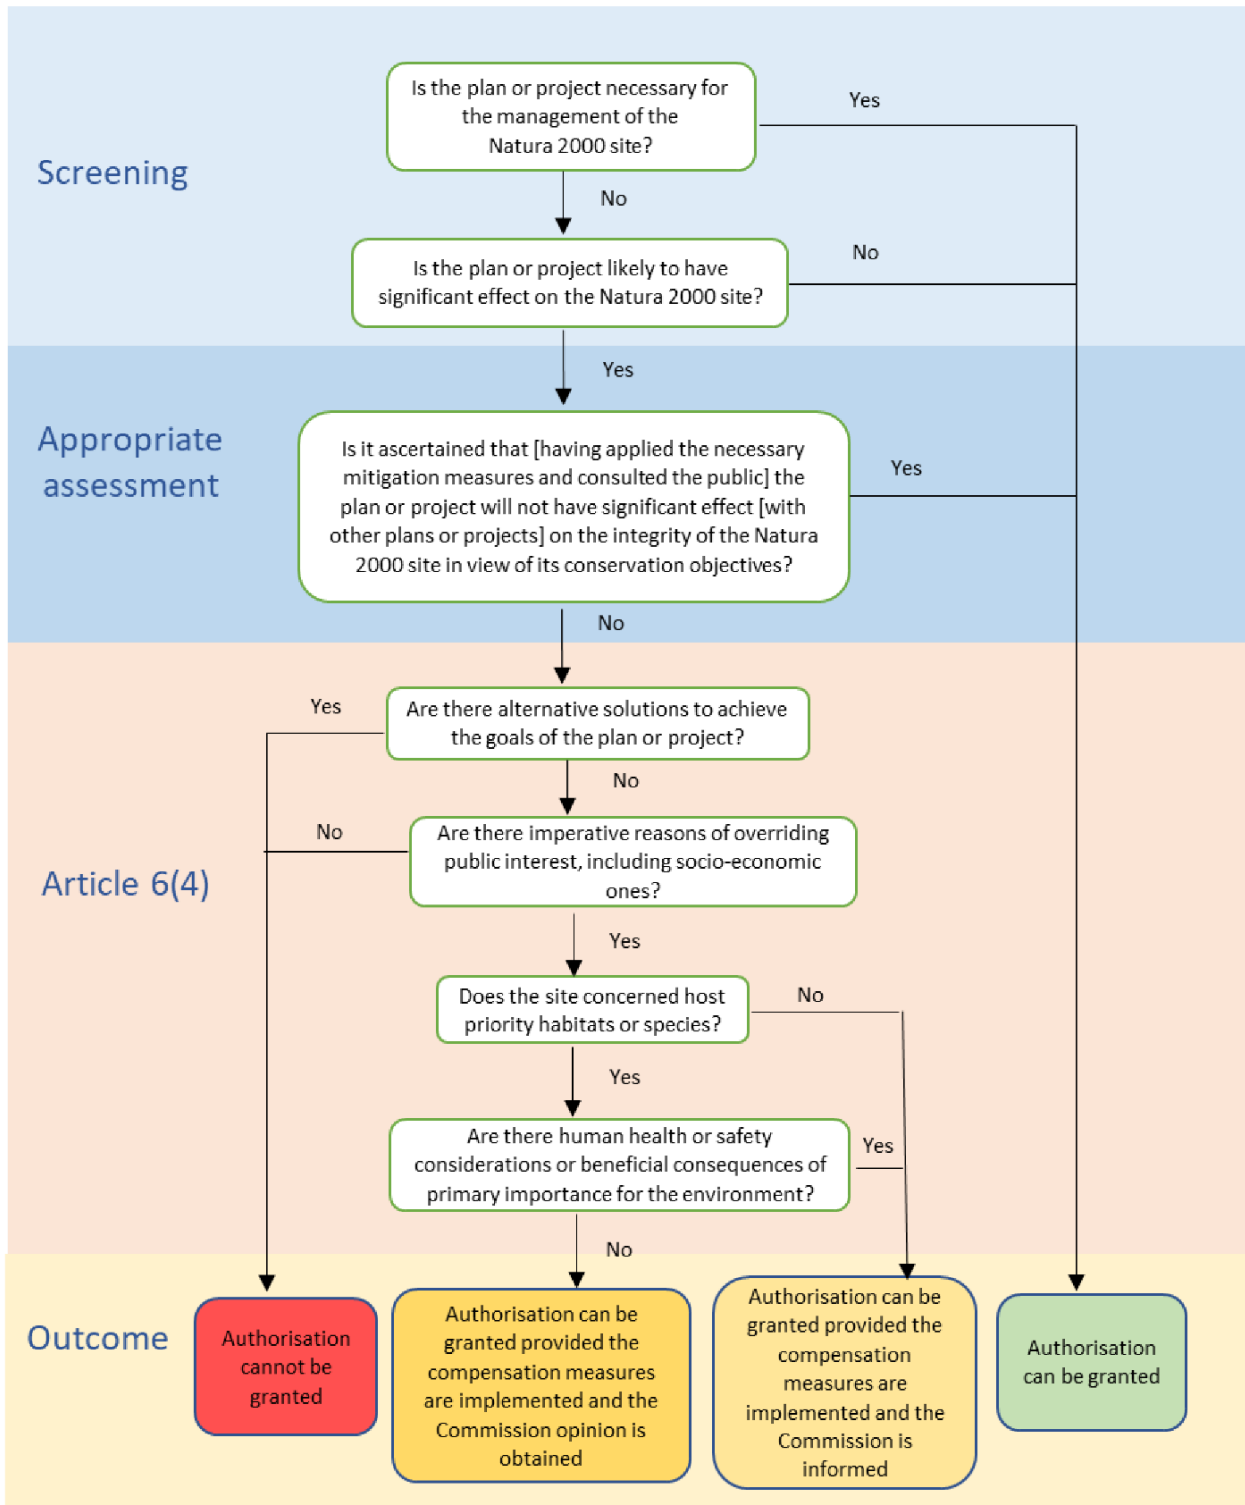 Screening
Is the plan or project necessary for
the management of the
Natura 2000 site?
Yes
No
Is the plan or project likely to have
significant effect on the Natura 2000 site?
No
Yes
Appropriate
assessment
Is it ascertained that [having applied the necessary
mitigation measures and consulted the public] the
plan or project will not have significant effect [with
other plans or projects] on the integrity of the Natura
2000 site in view of its conservation objectives?
Yes
No
Article 6(4)
Are there alternative solutions to achieve
the goals of the plan or project?
Yes
No
Are there imperative reasons of overriding
public interest, including socio-economic
ones?
No
Yes
Does the site concerned host
priority habitats or species?
No
Yes
Are there human health or safety
considerations or beneficial consequences of
primary importance for the environment?
Yes
No
Outcome
Authorisation
cannot be
granted
Authorisation can be
granted provided the
compensation measures
are implemented and the
Commission opinion is
obtained
Authorisation can be
granted provided the
compensation
measures are
implemented and the
Commission is
informed
Authorisation
can be granted